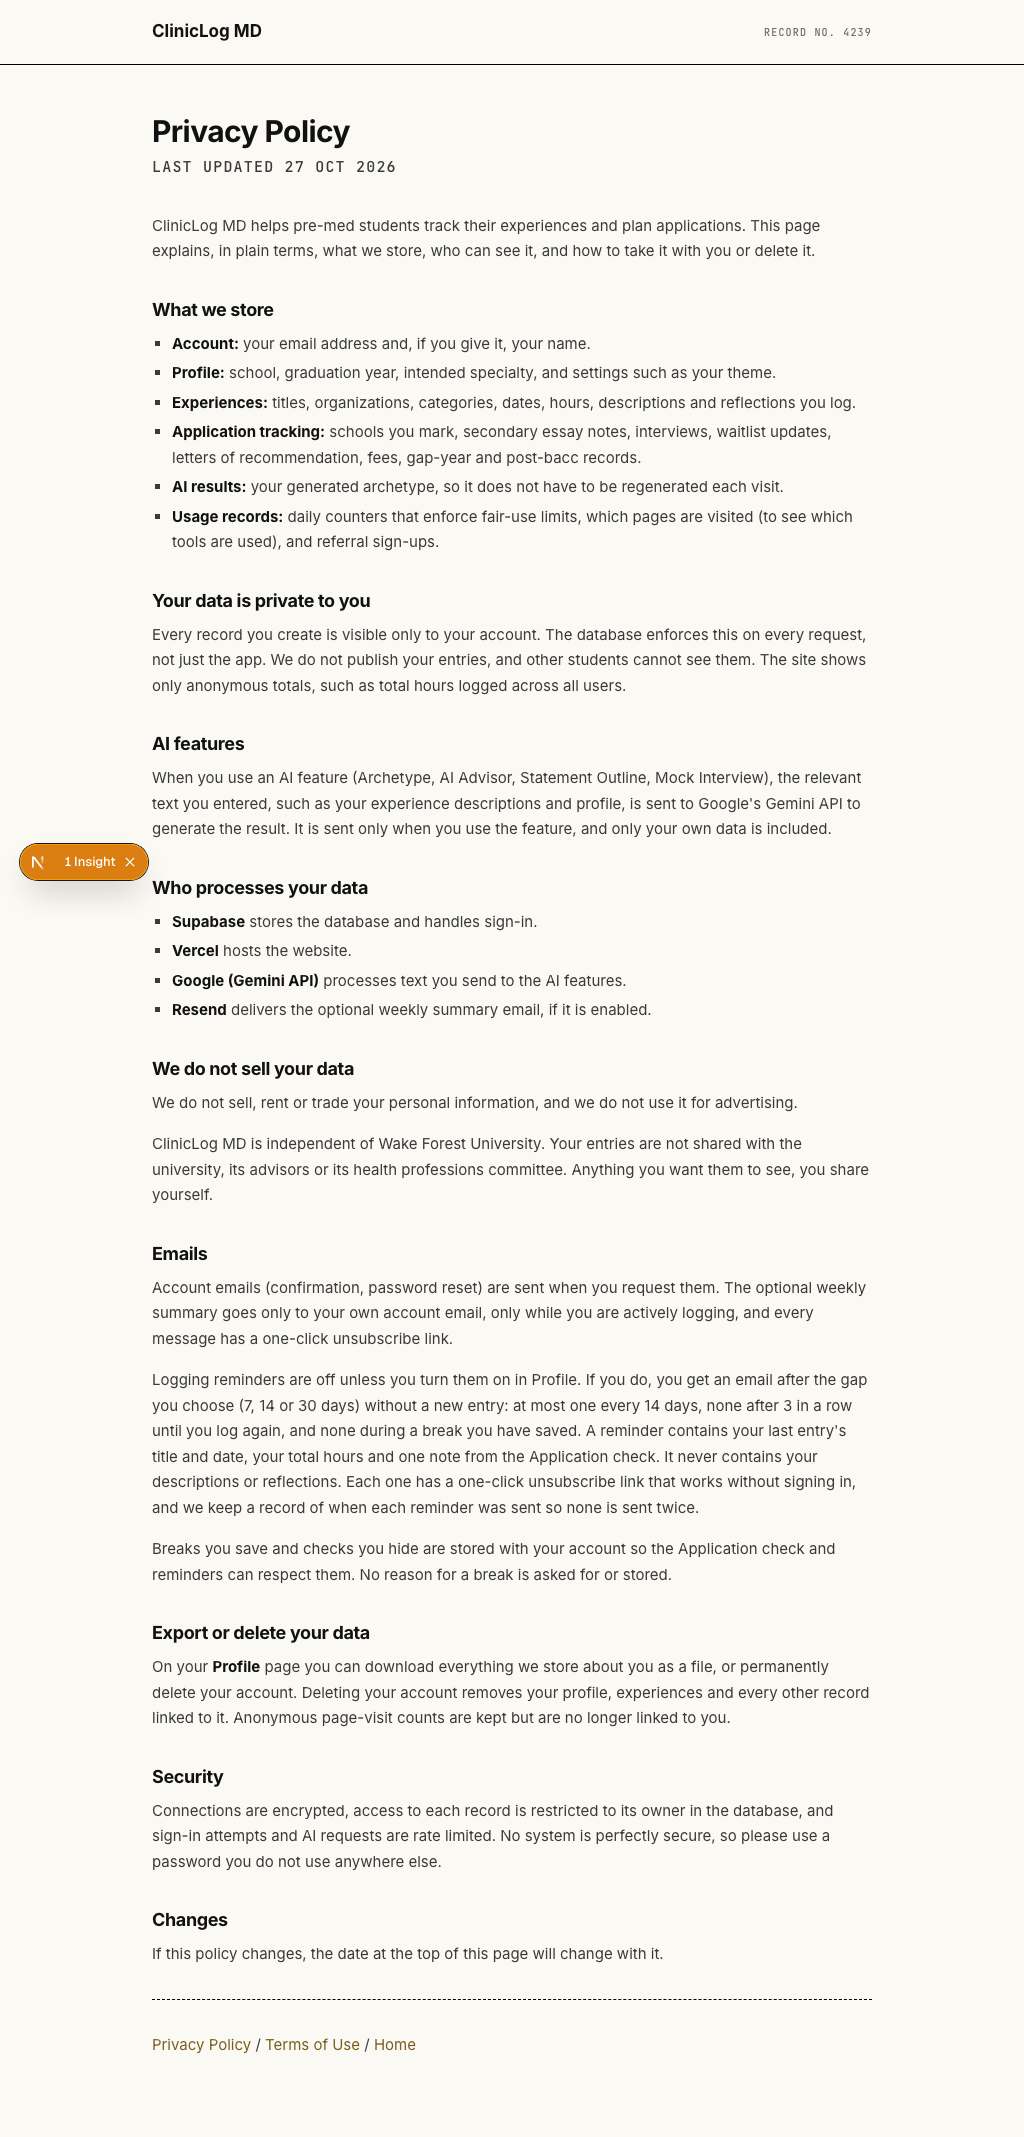 ClinicLog MD
RECORD NO. 4239
Privacy Policy
LAST UPDATED 27 OCT 2026
ClinicLog MD helps pre-med students track their experiences and plan applications. This page
explains, in plain terms, what we store, who can see it, and how to take it with you or delete it.
What we store
Account: your email address and, if you give it, your name.
Profile: school, graduation year, intended specialty, and settings such as your theme.
Experiences: titles, organizations, categories, dates, hours, descriptions and reflections you log.
Application tracking: schools you mark, secondary essay notes, interviews, waitlist updates,
letters of recommendation, fees, gap-year and post-bacc records.
AI results: your generated archetype, so it does not have to be regenerated each visit.
Usage records: daily counters that enforce fair-use limits, which pages are visited (to see which
tools are used), and referral sign-ups.
Your data is private to you
Every record you create is visible only to your account. The database enforces this on every request,
not just the app. We do not publish your entries, and other students cannot see them. The site shows
only anonymous totals, such as total hours logged across all users.
AI features
When you use an AI feature (Archetype, AI Advisor, Statement Outline, Mock Interview), the relevant
text you entered, such as your experience descriptions and profile, is sent to Google's Gemini API to
generate the result. It is sent only when you use the feature, and only your own data is included.
1 Insight
Who processes your data
Supabase stores the database and handles sign-in.
Vercel hosts the website.
Google (Gemini API) processes text you send to the AI features.
Resend delivers the optional weekly summary email, if it is enabled.
We do not sell your data
We do not sell, rent or trade your personal information, and we do not use it for advertising.
ClinicLog MD is independent of Wake Forest University. Your entries are not shared with the
university, its advisors or its health professions committee. Anything you want them to see, you share
yourself.
Emails
Account emails (confirmation, password reset) are sent when you request them. The optional weekly
summary goes only to your own account email, only while you are actively logging, and every
message has a one-click unsubscribe link.
Logging reminders are off unless you turn them on in Profile. If you do, you get an email after the gap
you choose (7, 14 or 30 days) without a new entry: at most one every 14 days, none after 3 in a row
until you log again, and none during a break you have saved. A reminder contains your last entry's
title and date, your total hours and one note from the Application check. It never contains your
descriptions or reflections. Each one has a one-click unsubscribe link that works without signing in,
and we keep a record of when each reminder was sent so none is sent twice.
Breaks you save and checks you hide are stored with your account so the Application check and
reminders can respect them. No reason for a break is asked for or stored.
Export or delete your data
On your Profile page you can download everything we store about you as a file, or permanently
delete your account. Deleting your account removes your profile, experiences and every other record
linked to it. Anonymous page-visit counts are kept but are no longer linked to you.
Security
Connections are encrypted, access to each record is restricted to its owner in the database, and
sign-in attempts and AI requests are rate limited. No system is perfectly secure, so please use a
password you do not use anywhere else.
Changes
If this policy changes, the date at the top of this page will change with it.
Privacy Policy / Terms of Use / Home